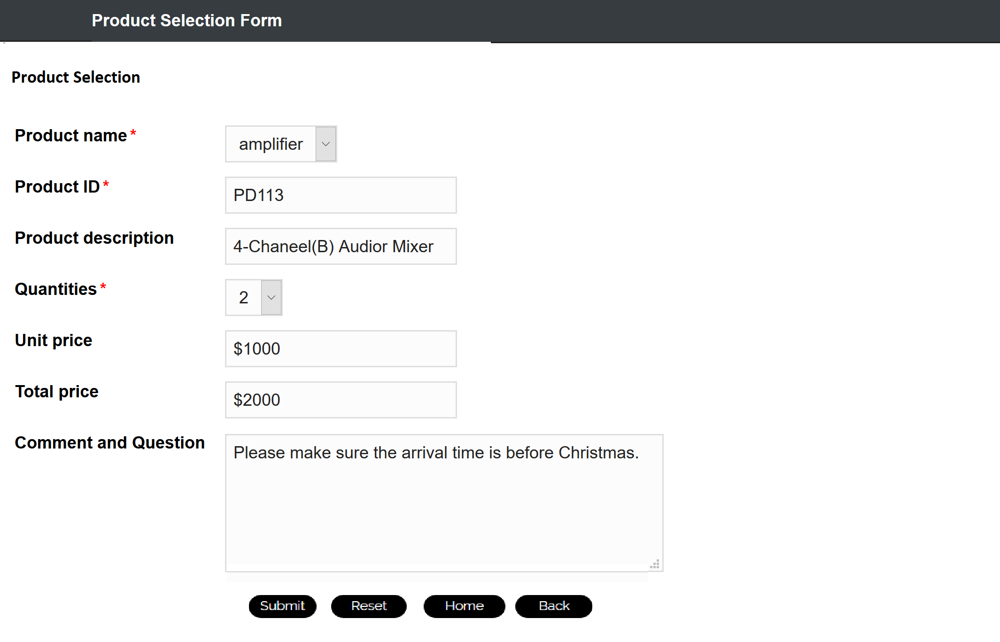 Product Selection Form
Product Selection
Product name*
amplifier
Product ID*
PD113
Product description
4-Chaneel(B) Audior Mixer
Quantities*
2
Unit price
$1000
Total price
$2000
Comment and Question
Please make sure the arrival time is before Christmas.
Submit Reset Home Back